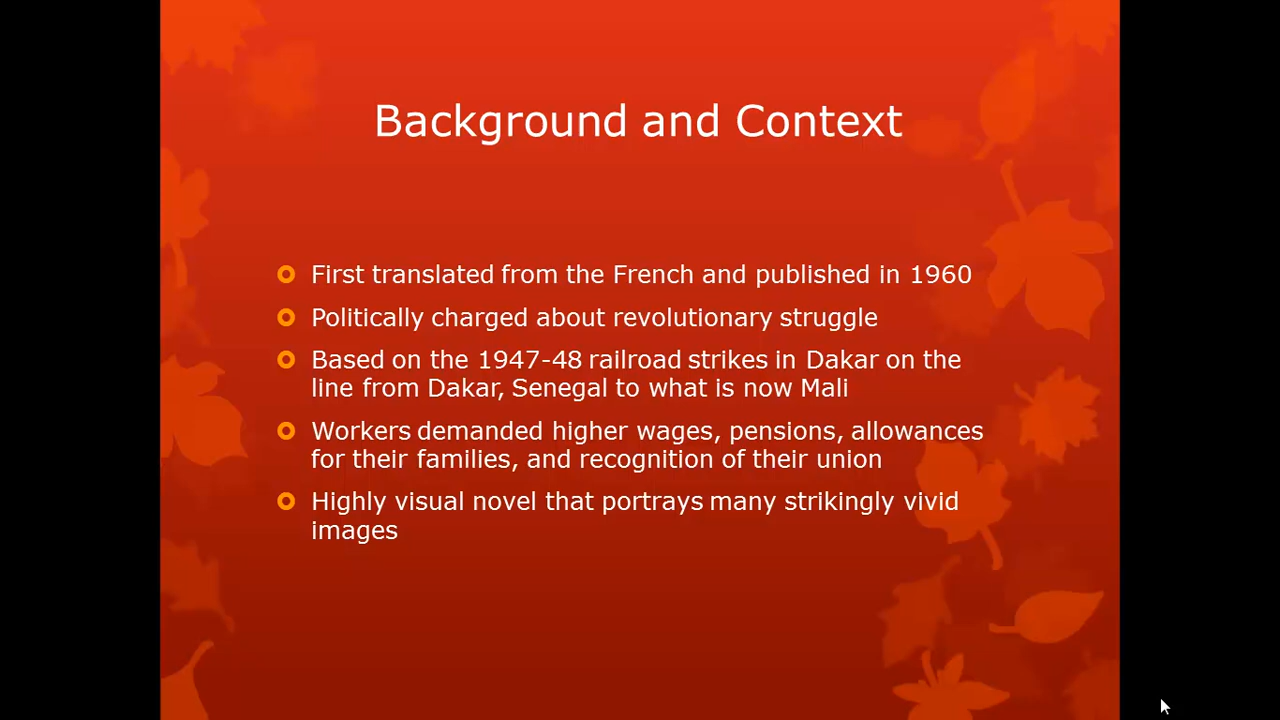 Background and Context
First translated from the French and published in 1960
Politically charged about revolutionary struggle
Based on the 1947-48 railroad strikes in Dakar on the
line from Dakar, Senegal to what is now Mali
Workers demanded higher wages, pensions, allowances
for their families, and recognition of their union
Highly visual novel that portrays many strikingly vivid
images